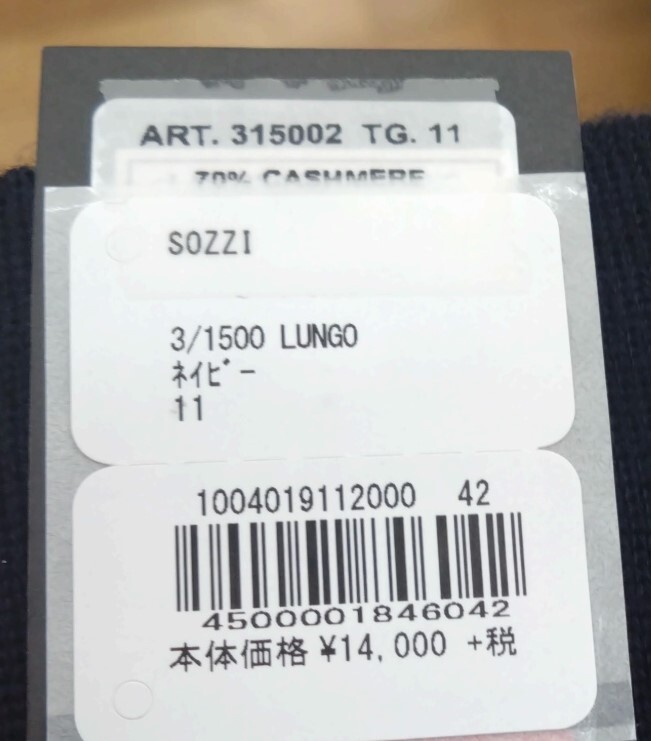 ART. 315002 TG. 11
70% CASHMERE
SOZZI
3/1500 LUNGO
ﾈｲﾋﾞｰ
11
1004019112000 42
4500001846042
本体価格 ¥14,000 +税